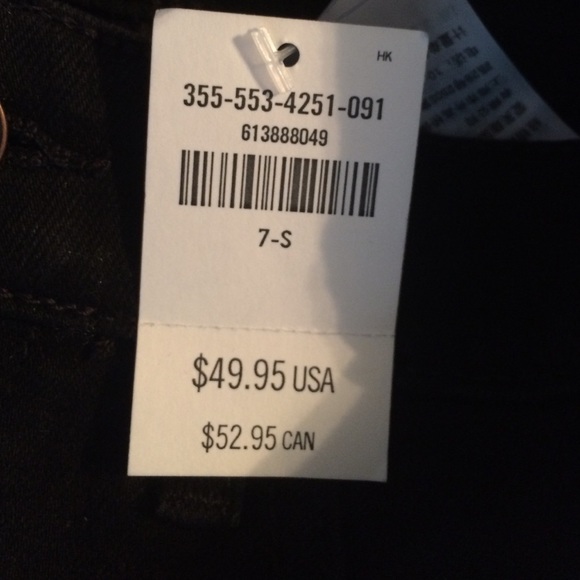 HK
355-553-4251-091
613888049
7-S
$49.95 USA
$52.95 CAN